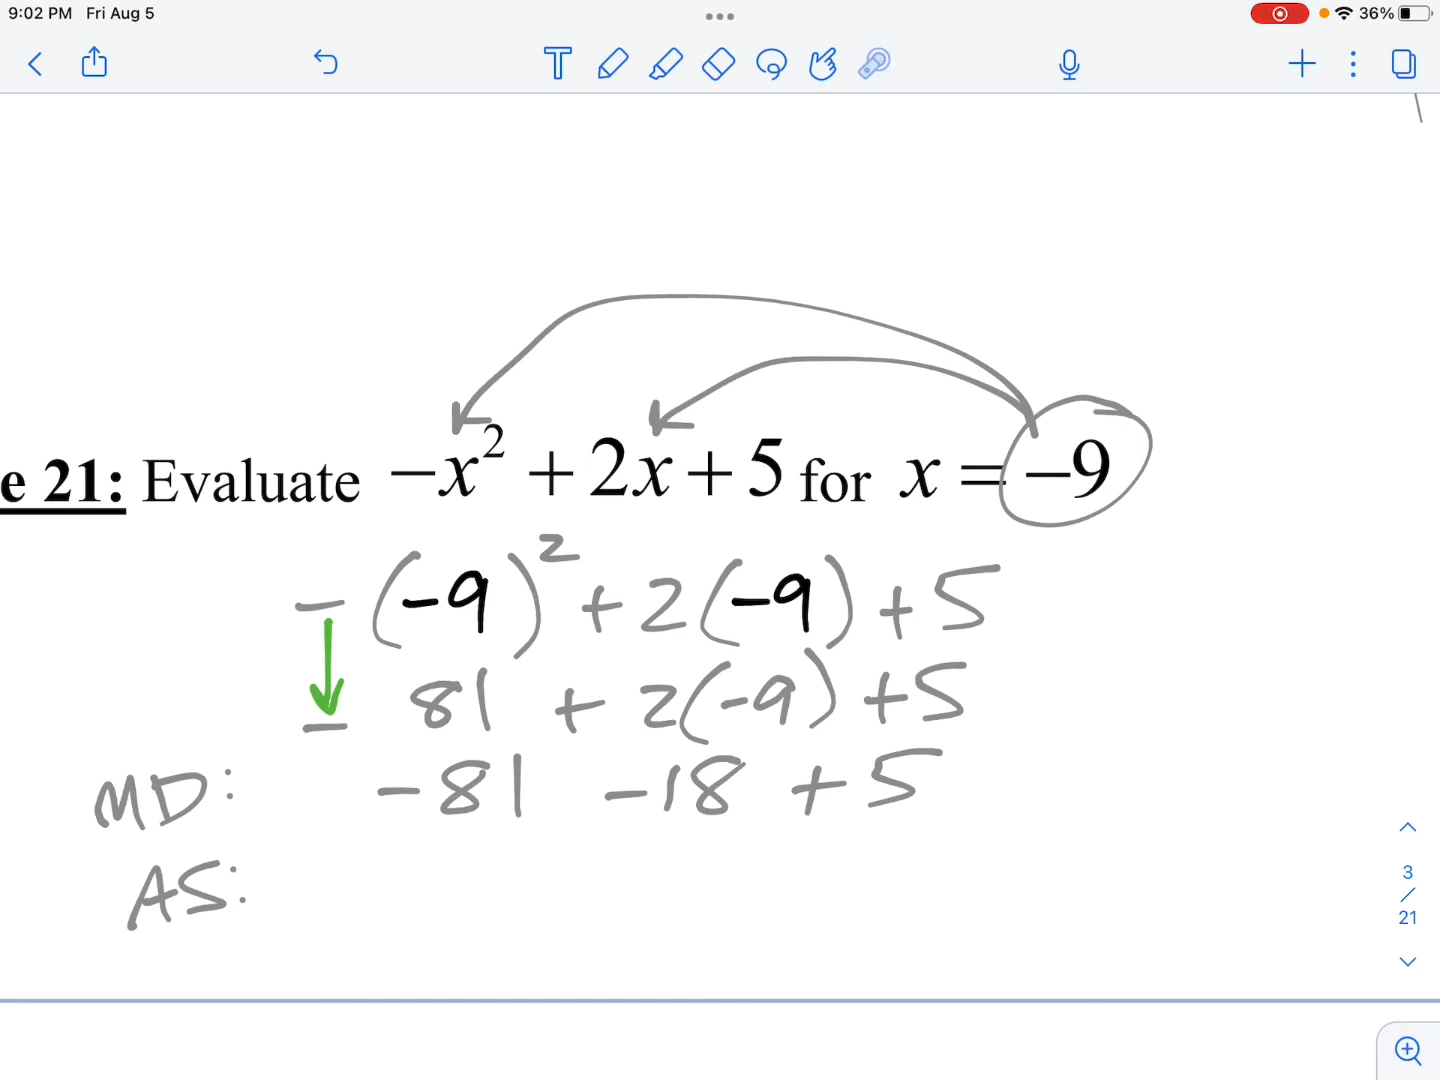 9:02 PM Fri Aug 5
36%
e 21: Evaluate −x² + 2x + 5 for x = −9
−(−9)² + 2(−9) + 5
− 81 + 2(−9) + 5
MD: −81 −18 + 5
AS:
3
/
21